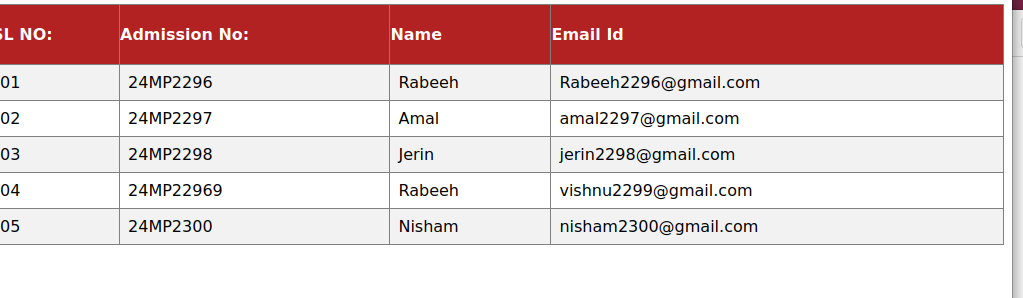 SL NO: Admission No: Name Email Id
01 24MP2296 Rabeeh Rabeeh2296@gmail.com
02 24MP2297 Amal amal2297@gmail.com
03 24MP2298 Jerin jerin2298@gmail.com
04 24MP22969 Rabeeh vishnu2299@gmail.com
05 24MP2300 Nisham nisham2300@gmail.com